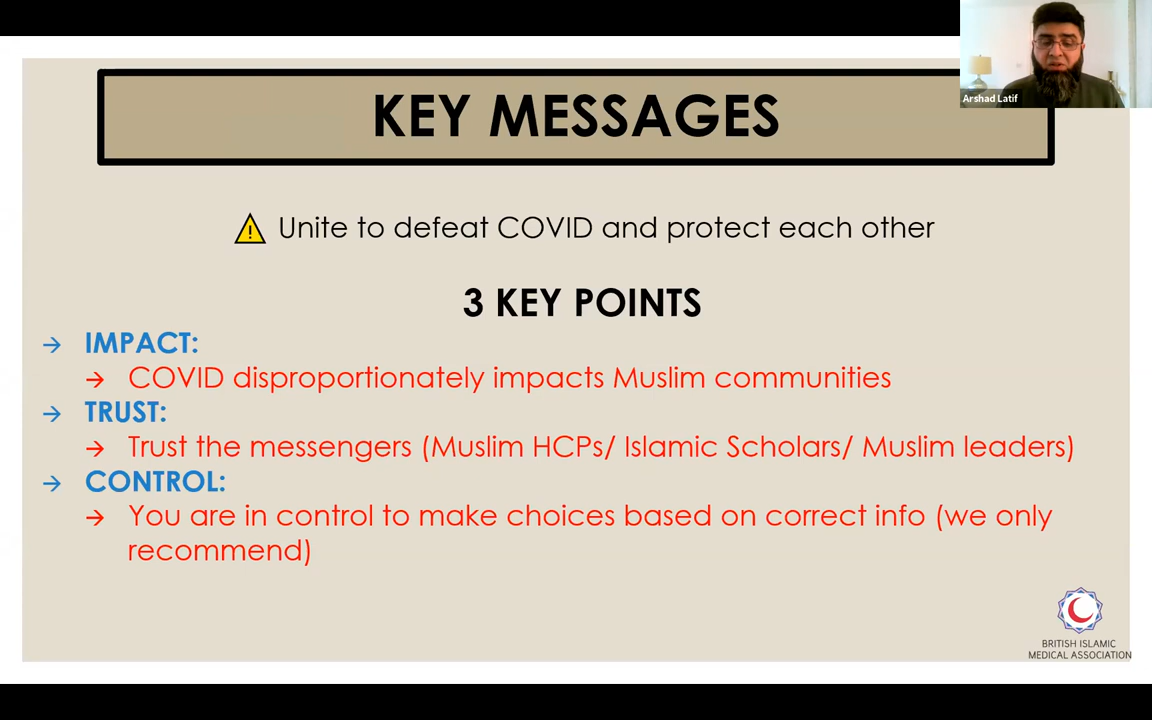 KEY MESSAGES
Arshad Latif
Unite to defeat COVID and protect each other
3 KEY POINTS
→ IMPACT:
→ COVID disproportionately impacts Muslim communities
→ TRUST:
→ Trust the messengers (Muslim HCPs/ Islamic Scholars/ Muslim leaders)
→ CONTROL:
→ You are in control to make choices based on correct info (we only
recommend)
BRITISH ISLAMIC
MEDICAL ASSOCIATION